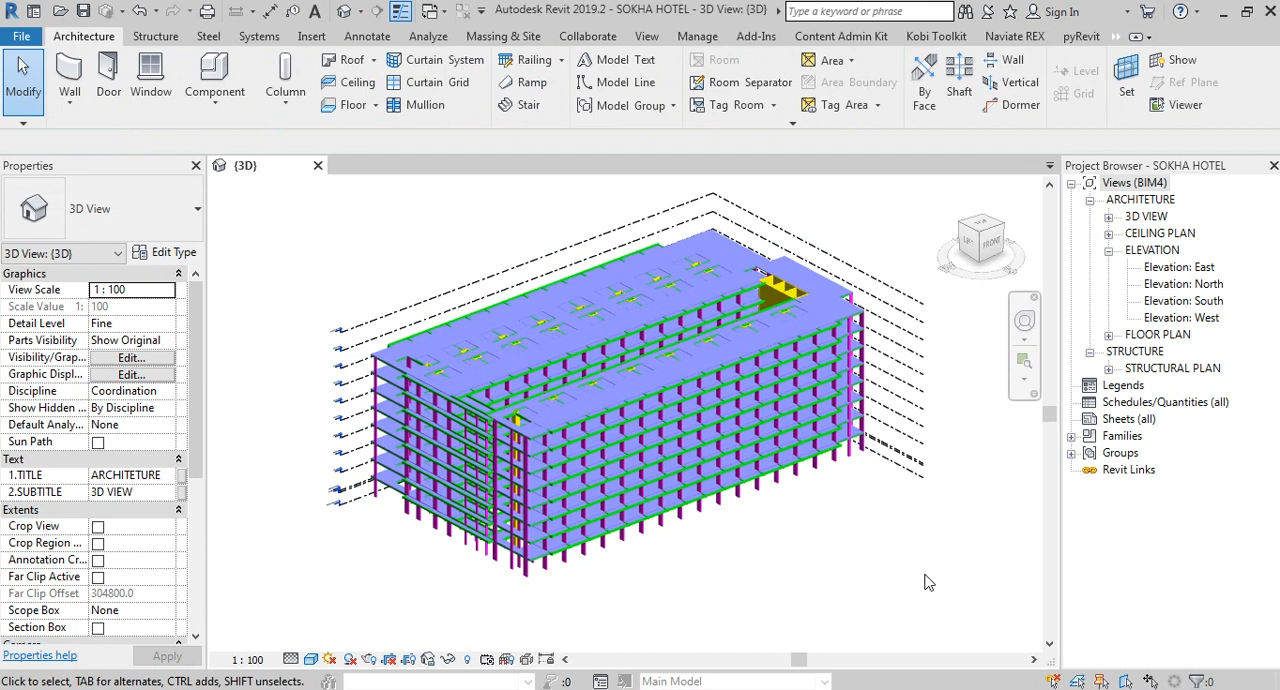 Autodesk Revit 2019.2 - SOKHA HOTEL - 3D View: {3D}
Type a keyword or phrase
Sign In
File Architecture Structure Steel Systems Insert Annotate Analyze Massing & Site Collaborate View Manage Add-Ins Content Admin Kit Kobi Toolkit Naviate REX pyRevit
Modify
Wall
Door
Window
Component
Column
Roof
Ceiling
Floor
Curtain System
Curtain Grid
Mullion
Railing
Ramp
Stair
Model Text
Model Line
Model Group
Room
Room Separator
Tag Room
Area
Area Boundary
Tag Area
By
Face
Shaft
Wall
Vertical
Dormer
Level
Grid
Set
Show
Ref Plane
Viewer
Properties
3D View
3D View: {3D}
Edit Type
Graphics
View Scale 1 : 100
Scale Value 1: 100
Detail Level Fine
Parts Visibility Show Original
Visibility/Grap... Edit...
Graphic Displ... Edit...
Discipline Coordination
Show Hidden ... By Discipline
Default Analy... None
Sun Path
Text
1.TITLE ARCHITETURE
2.SUBTITLE 3D VIEW
Extents
Crop View
Crop Region ...
Annotation Cr...
Far Clip Active
Far Clip Offset 304800.0
Scope Box None
Section Box
Properties help
Apply
{3D}
FRONT
Project Browser - SOKHA HOTEL
Views (BIM4)
ARCHITETURE
3D VIEW
CEILING PLAN
ELEVATION
Elevation: East
Elevation: North
Elevation: South
Elevation: West
FLOOR PLAN
STRUCTURE
STRUCTURAL PLAN
Legends
Schedules/Quantities (all)
Sheets (all)
Families
Groups
Revit Links
1 : 100
Click to select, TAB for alternates, CTRL adds, SHIFT unselects.
:0
Main Model
:0